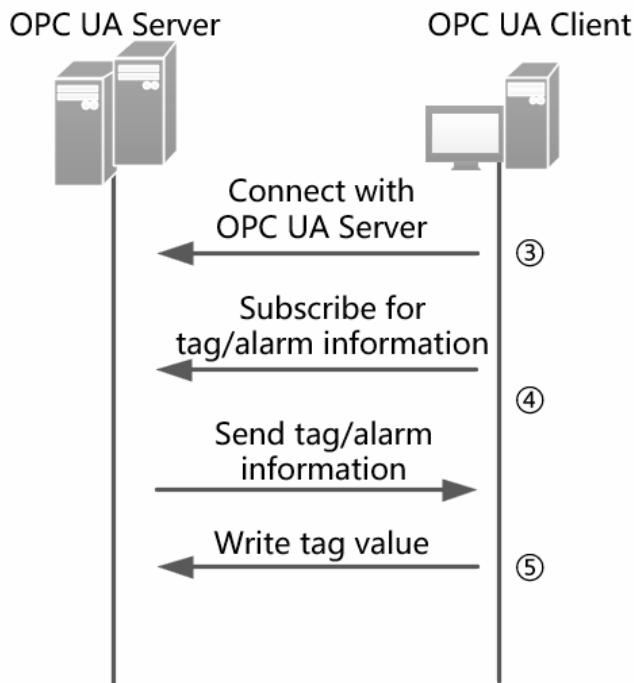 OPC UA Server
OPC UA Client
Connect with
OPC UA Server
③
Subscribe for
tag/alarm information
④
Send tag/alarm
information
Write tag value
⑤